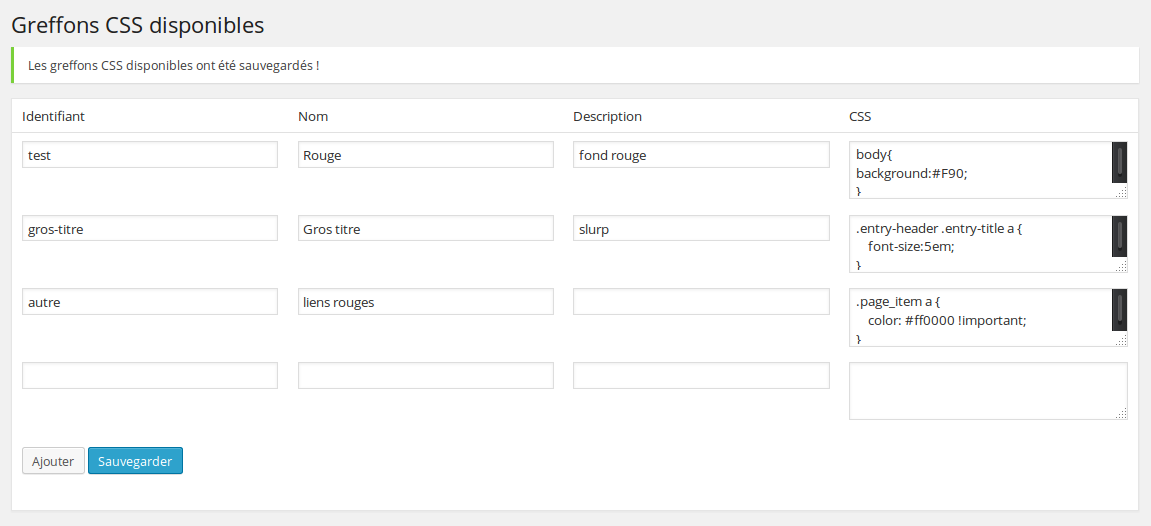 Greffons CSS disponibles
Les greffons CSS disponibles ont été sauvegardés !
Identifiant Nom Description CSS
test Rouge fond rouge body{
background:#F90;
}
gros-titre Gros titre slurp .entry-header .entry-title a {
font-size:5em;
}
autre liens rouges .page_item a {
color: #ff0000 !important;
}
Ajouter Sauvegarder